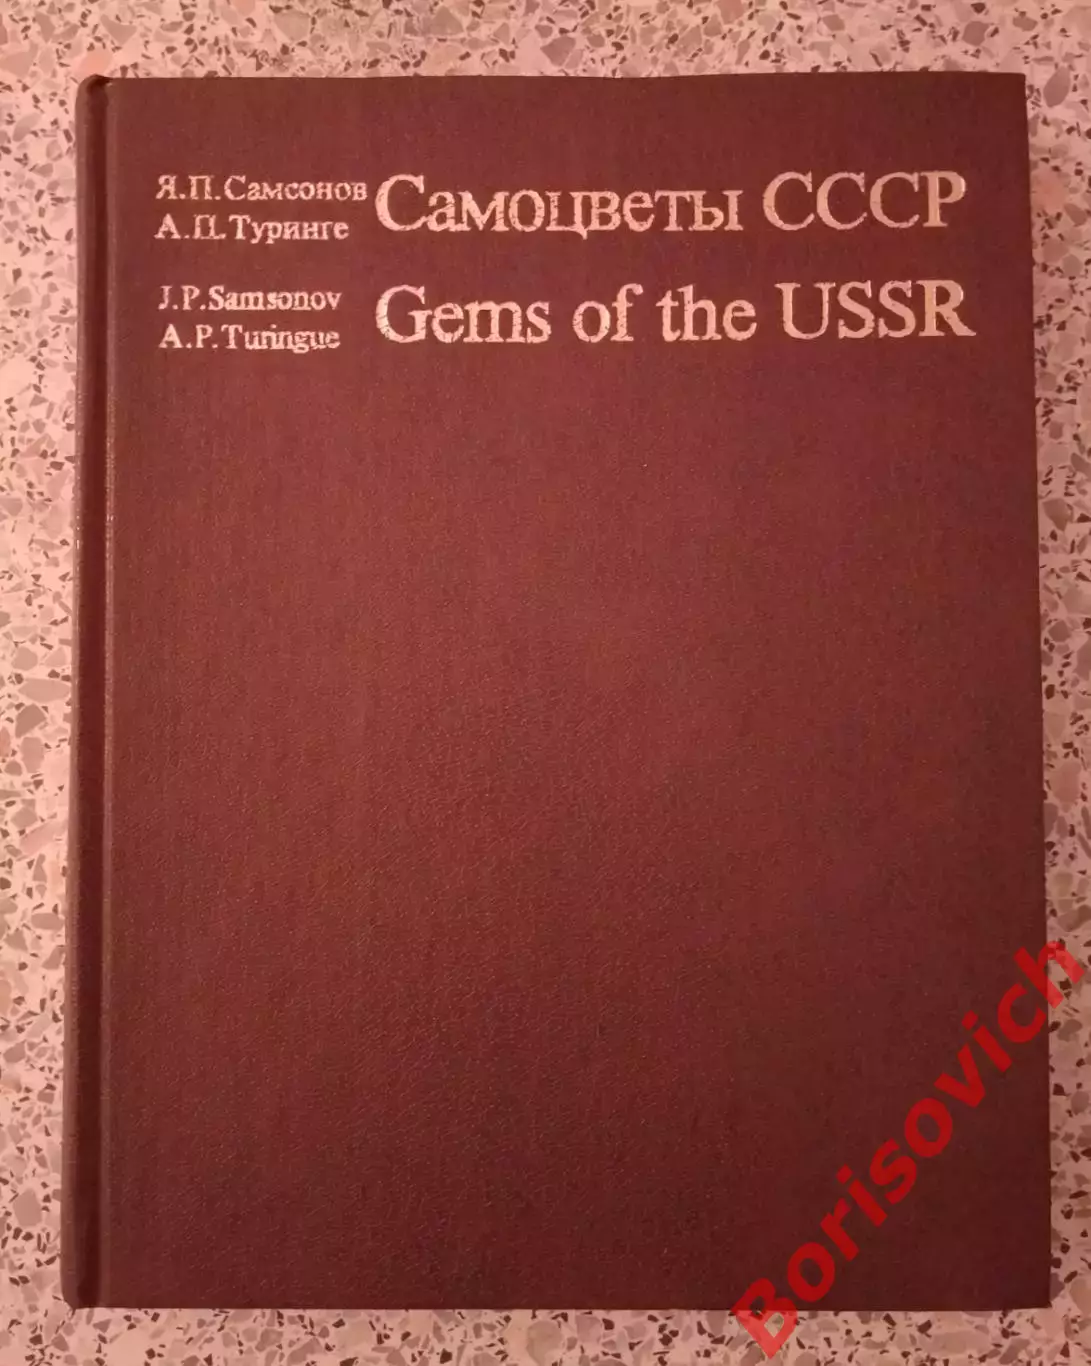 Я.П.Самсонов
А.П.Туринге
Самоцветы СССР
J.P.Samsonov
A.P.Turingue
Gems of the USSR
Borisovich